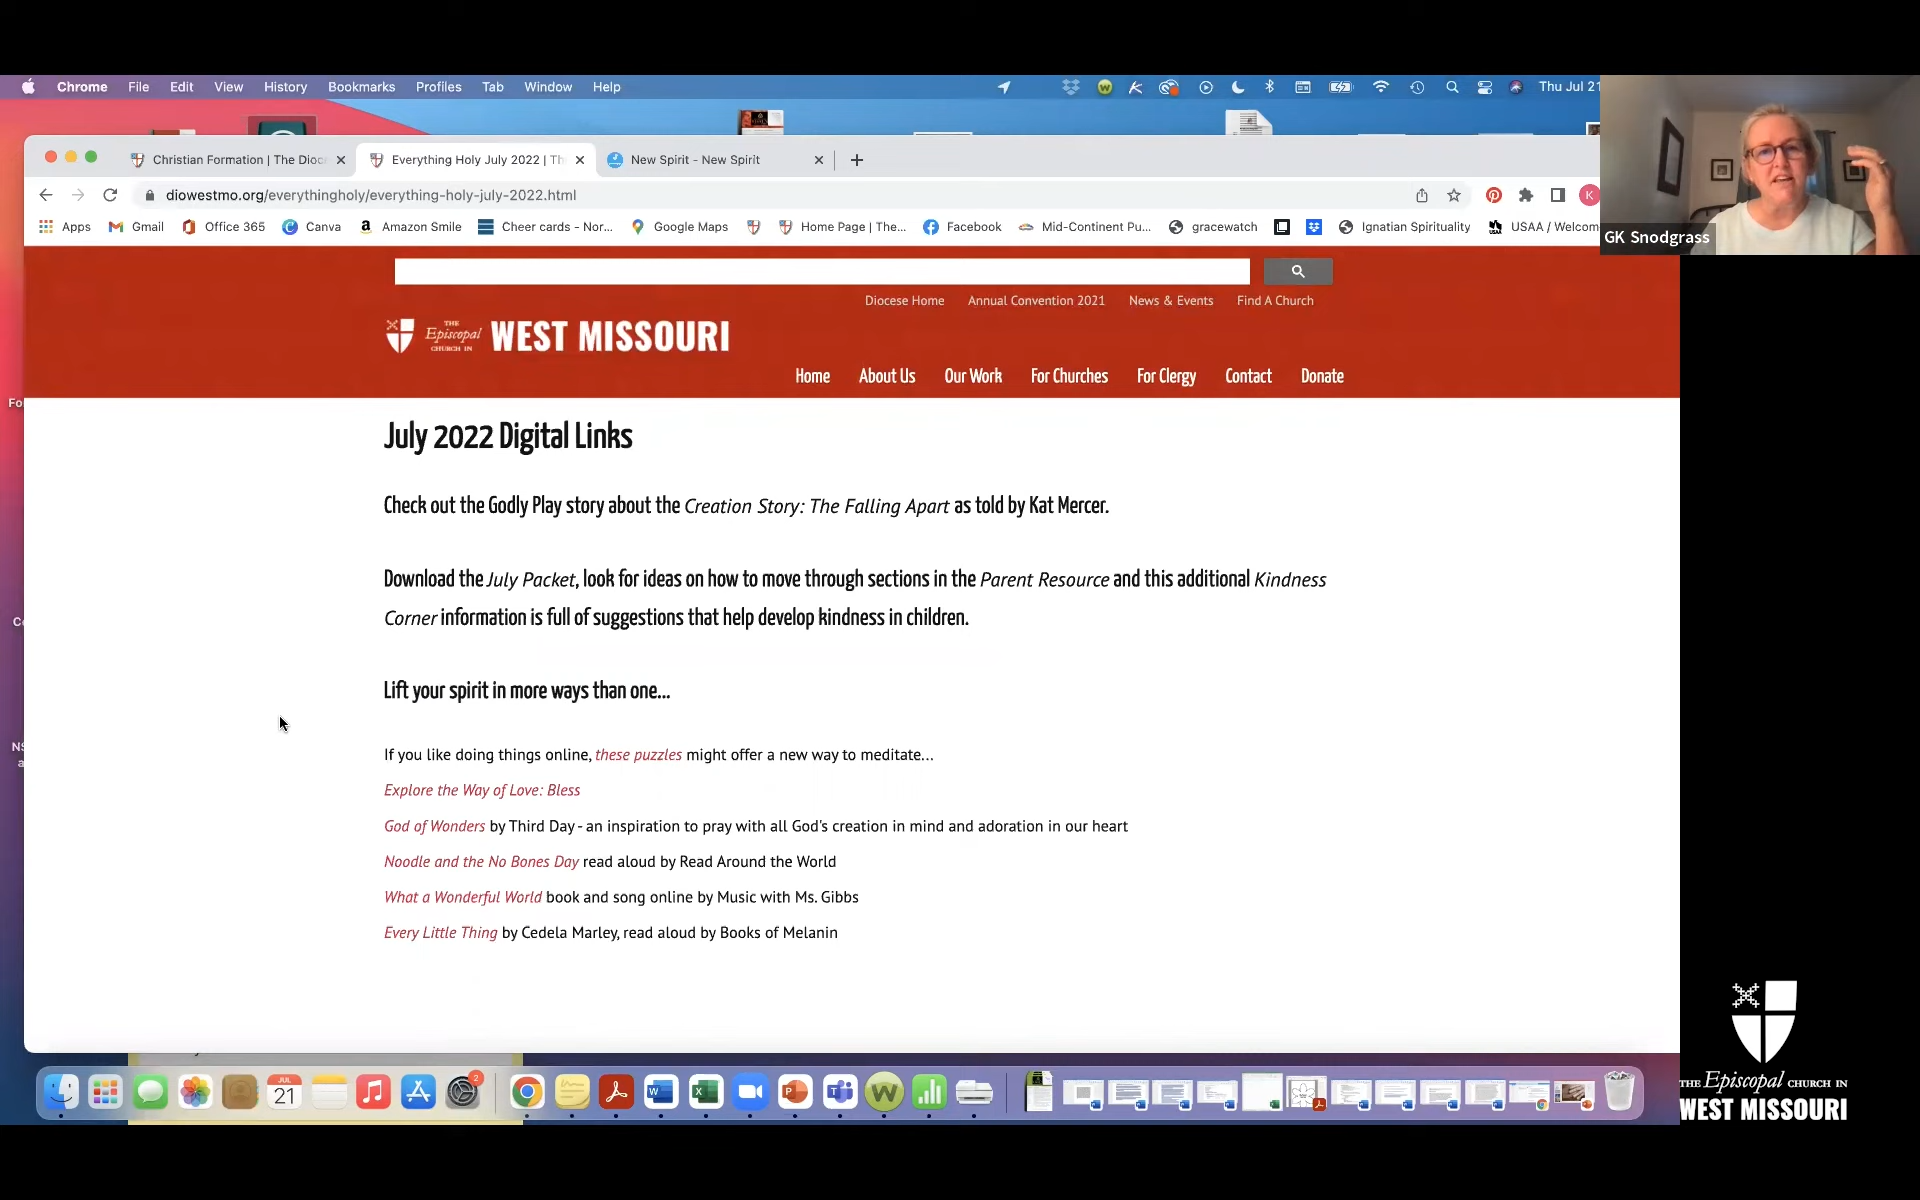 Chrome File Edit View History Bookmarks Profiles Tab Window Help
Thu Jul 21
Christian Formation | The Dioc
Everything Holy July 2022 | Th
New Spirit - New Spirit
diowestmo.org/everythingholy/everything-holy-july-2022.html
K
Apps Gmail Office 365 Canva Amazon Smile Cheer cards - Nor... Google Maps Home Page | The... Facebook Mid-Continent Pu... gracewatch Ignatian Spirituality USAA / Welcom
GK Snodgrass
Diocese Home Annual Convention 2021 News & Events Find A Church
THE Episcopal CHURCH IN WEST MISSOURI
Home About Us Our Work For Churches For Clergy Contact Donate
July 2022 Digital Links
Check out the Godly Play story about the Creation Story: The Falling Apart as told by Kat Mercer.
Download the July Packet, look for ideas on how to move through sections in the Parent Resource and this additional Kindness
Corner information is full of suggestions that help develop kindness in children.
Lift your spirit in more ways than one...
If you like doing things online, these puzzles might offer a new way to meditate...
Explore the Way of Love: Bless
God of Wonders by Third Day - an inspiration to pray with all God's creation in mind and adoration in our heart
Noodle and the No Bones Day read aloud by Read Around the World
What a Wonderful World book and song online by Music with Ms. Gibbs
Every Little Thing by Cedela Marley, read aloud by Books of Melanin
JUL
21
2
THE Episcopal CHURCH IN
WEST MISSOURI